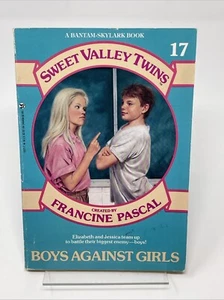 A BANTAM-SKYLARK BOOK
17
SWEET VALLEY TWINS
CREATED BY
FRANCINE PASCAL
Elizabeth and Jessica team up
to battle their biggest enemy—boys!
BOYS AGAINST GIRLS